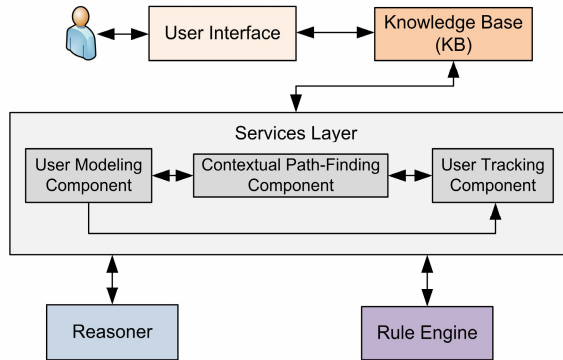 User Interface
Knowledge Base
(KB)
Services Layer
User Modeling
Component
Contextual Path-Finding
Component
User Tracking
Component
Reasoner
Rule Engine